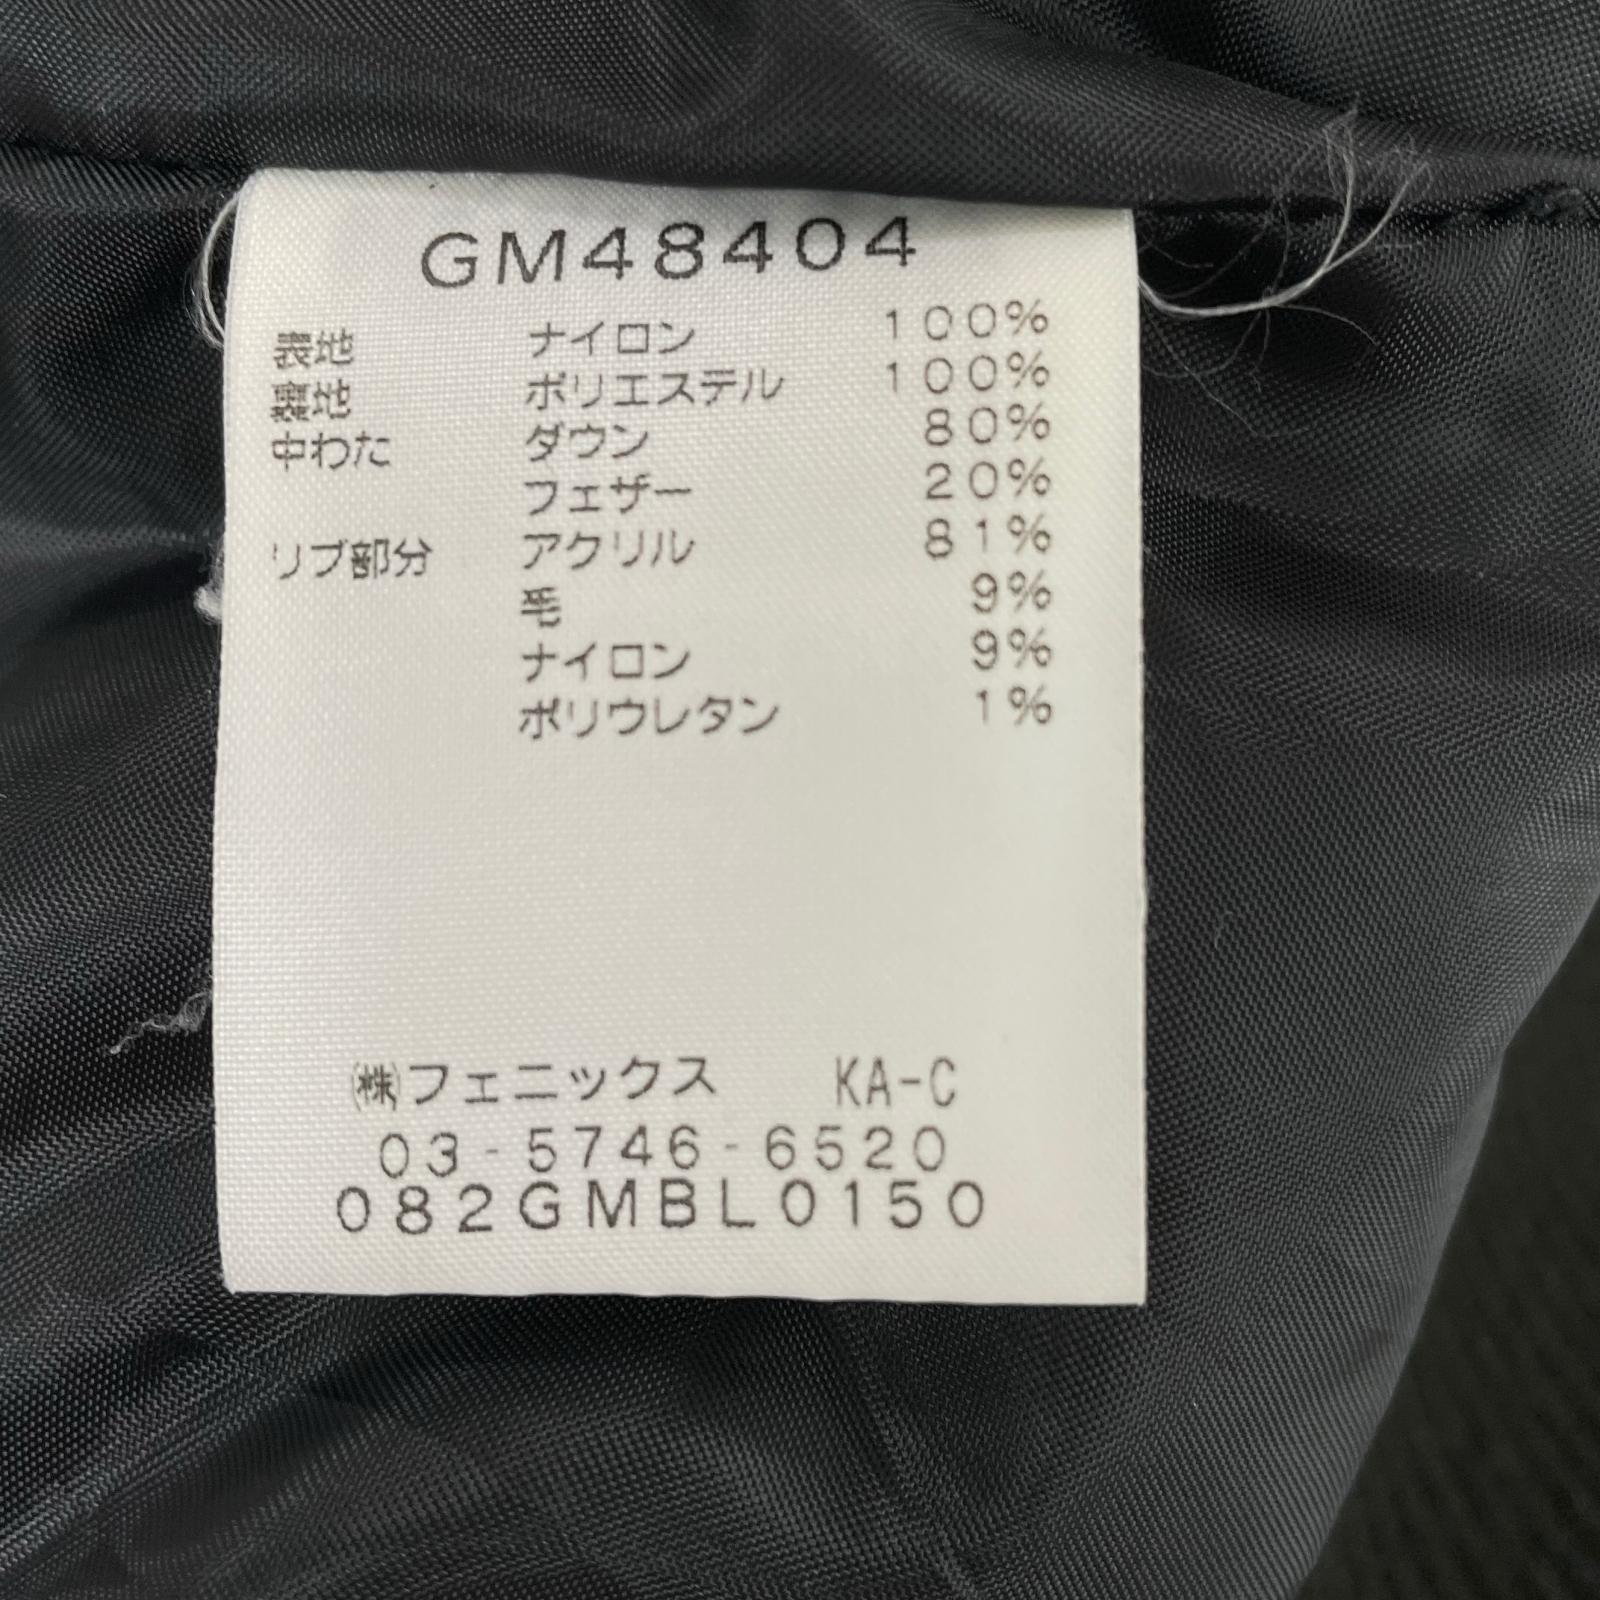 GM48404
表地 ナイロン 100%
裏地 ポリエステル 100%
中わた ダウン 80%
フェザー 20%
リブ部分 アクリル 81%
毛 9%
ナイロン 9%
ポリウレタン 1%
㈱フェニックス KA-C
03-5746-6520
082GMBL0150